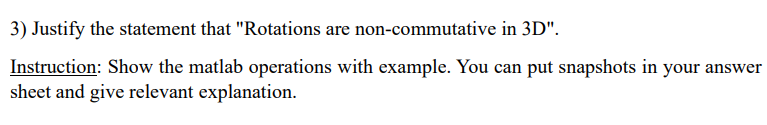 3) Justify the statement that "Rotations are non-commutative in 3D".
Instruction: Show the matlab operations with example. You can put snapshots in your answer
sheet and give relevant explanation.